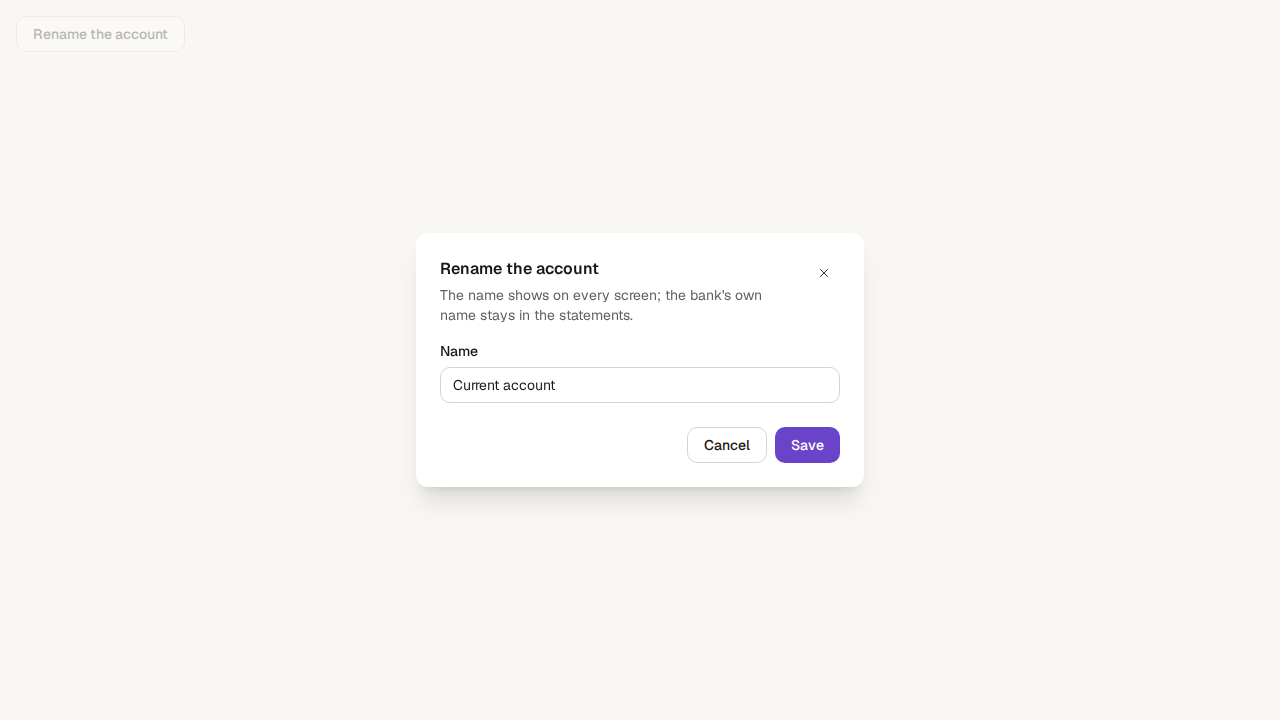 Rename the account
Rename the account
The name shows on every screen; the bank's own
name stays in the statements.
Name
Current account
Cancel
Save